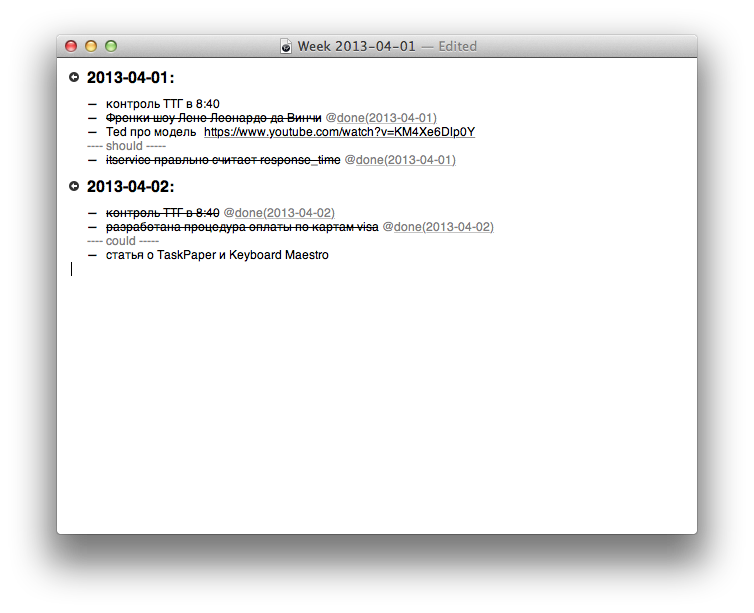 Week 2013-04-01 — Edited
2013-04-01:
– контроль ТТГ в 8:40
– Френки шоу Лене Леонардо да Винчи @done(2013-04-01)
– Ted про модель https://www.youtube.com/watch?v=KM4Xe6DIp0Y
---- should -----
– itservice правльно считает response_time @done(2013-04-01)
2013-04-02:
– контроль ТТГ в 8:40 @done(2013-04-02)
– разработана процедура оплаты по картам visa @done(2013-04-02)
---- could -----
– статья о TaskPaper и Keyboard Maestro